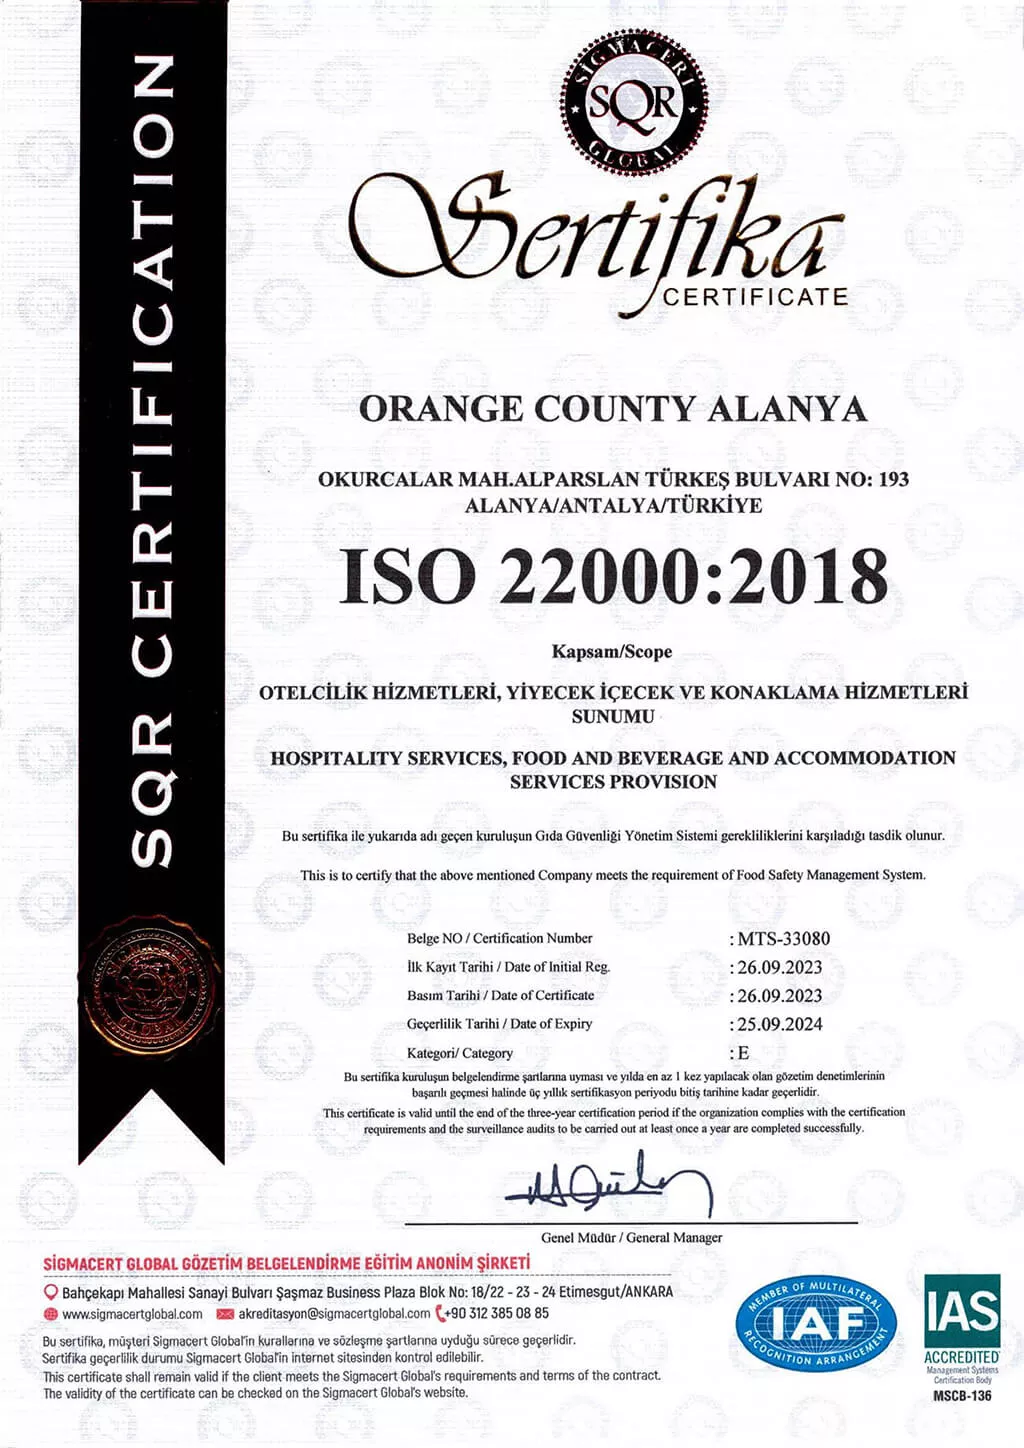 SQR CERTIFICATION
SİGMACERT
SQR
GLOBAL
Sertifika
CERTIFICATE
ORANGE COUNTY ALANYA
OKURCALAR MAH.ALPARSLAN TÜRKEŞ BULVARI NO: 193
ALANYA/ANTALYA/TÜRKİYE
ISO 22000:2018
Kapsam/Scope
OTELCİLİK HİZMETLERİ, YİYECEK İÇECEK VE KONAKLAMA HİZMETLERİ
SUNUMU
HOSPITALITY SERVICES, FOOD AND BEVERAGE AND ACCOMMODATION
SERVICES PROVISION
Bu sertifika ile yukarıda adı geçen kuruluşun Gıda Güvenliği Yönetim Sistemi gerekliliklerini karşıladığı tasdik olunur.
This is to certify that the above mentioned Company meets the requirement of Food Safety Management System.
Belge NO / Certification Number : MTS-33080
İlk Kayıt Tarihi / Date of Initial Reg. : 26.09.2023
Basım Tarihi / Date of Certificate : 26.09.2023
Geçerlilik Tarihi / Date of Expiry : 25.09.2024
Kategori/ Category : E
Bu sertifika kuruluşun belgelendirme şartlarına uyması ve yılda en az 1 kez yapılacak olan gözetim denetimlerinin
başarılı geçmesi halinde üç yıllık sertifikasyon periyodu bitiş tarihine kadar geçerlidir.
This certificate is valid until the end of the three-year certification period if the organization complies with the certification
requirements and the surveillance audits to be carried out at least once a year are completed successfully.
Genel Müdür / General Manager
SİGMACERT GLOBAL GÖZETİM BELGELENDİRME EĞİTİM ANONİM ŞİRKETİ
Bahçekapı Mahallesi Sanayi Bulvarı Şaşmaz Business Plaza Blok No: 18/22 - 23 - 24 Etimesgut/ANKARA
www.sigmacertglobal.com akreditasyon@sigmacertglobal.com +90 312 385 08 85
Bu sertifika, müşteri Sigmacert Global'in kurallarına ve sözleşme şartlarına uyduğu sürece geçerlidir.
Sertifika geçerlilik durumu Sigmacert Global'in internet sitesinden kontrol edilebilir.
This certificate shall remain valid if the client meets the Sigmacert Global's requirements and terms of the contract.
The validity of the certificate can be checked on the Sigmacert Global's website.
MEMBER OF MULTILATERAL
IAF
RECOGNITION ARRANGEMENT
IAS
ACCREDITED
Management Systems
Certification Body
MSCB-136